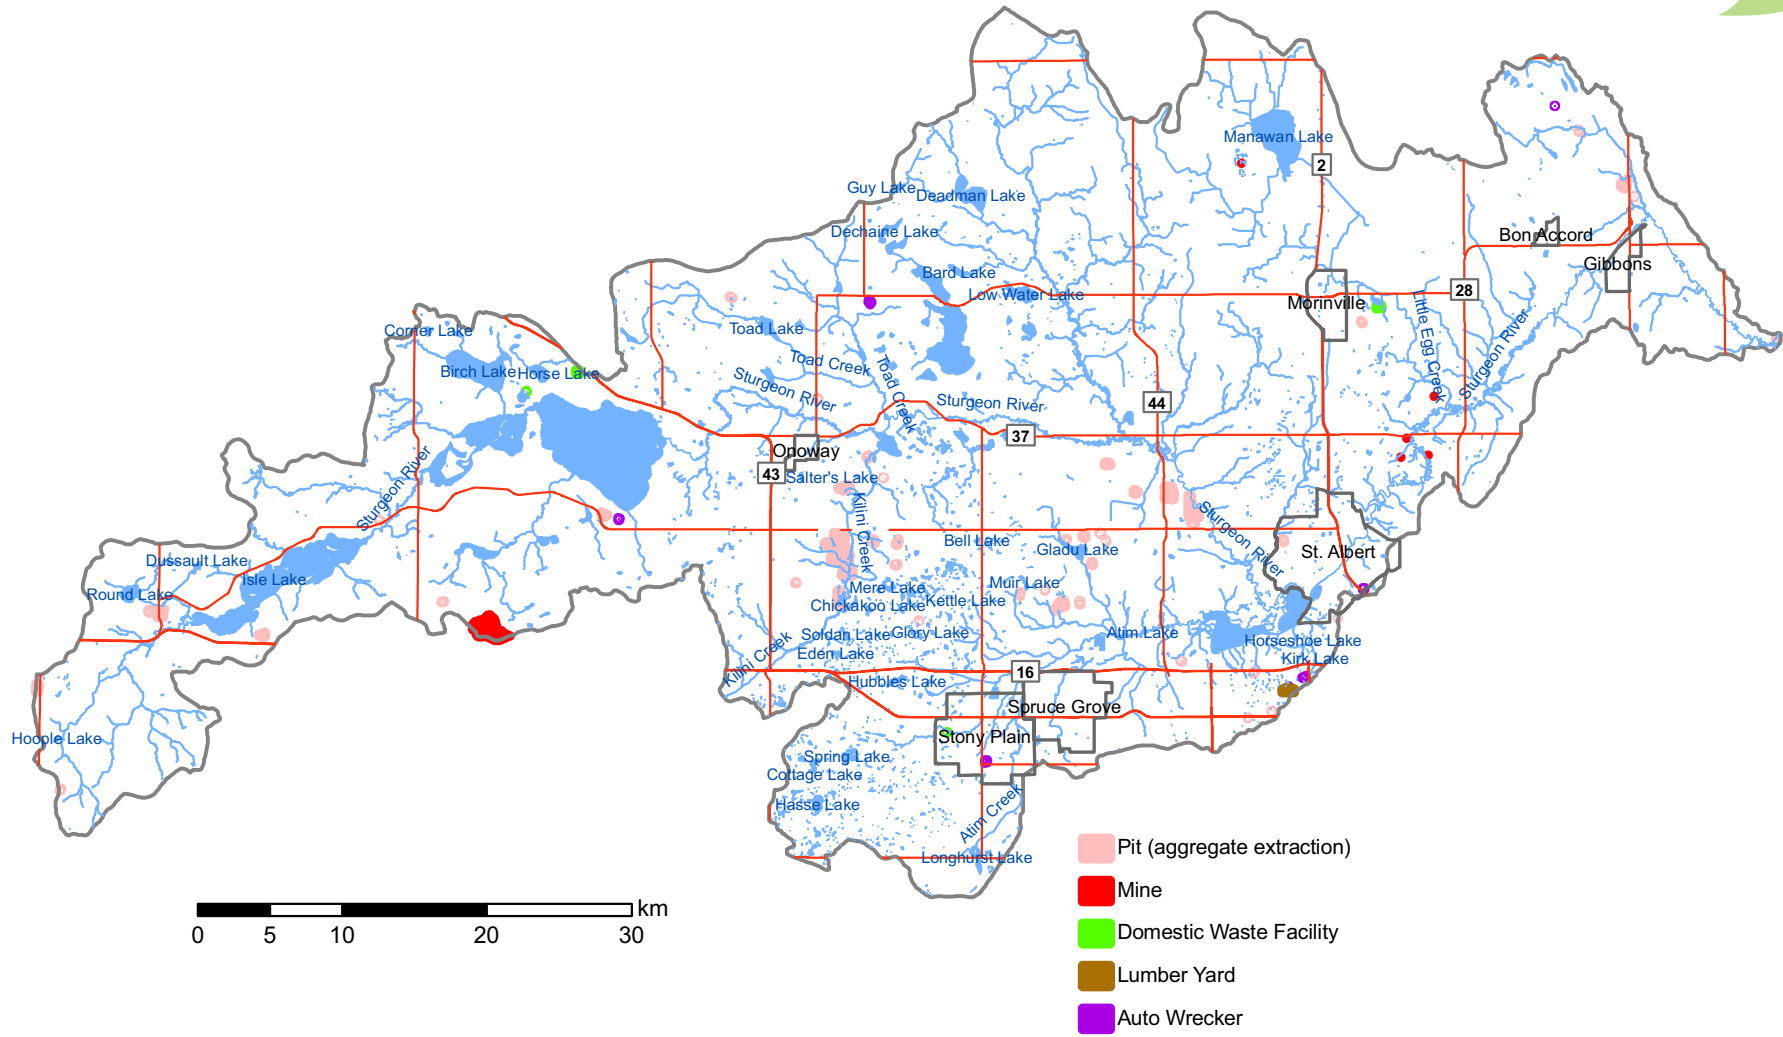 Manawan Lake
2
Guy Lake
Deadman Lake
Dechaine Lake
Bon Accord
Gibbons
Bard Lake
Low Water Lake
28
Morinville
Little Egg Creek
Sturgeon River
Corner Lake
Toad Lake
Birch Lake
Horse Lake
Toad Creek
Toad Creek
Sturgeon River
Sturgeon River
44
37
Onoway
43
Salter's Lake
Sturgeon River
Kilini Creek
Sturgeon River
Bell Lake
Gladu Lake
St. Albert
Dussault Lake
Isle Lake
Round Lake
Mere Lake
Muir Lake
Chickakoo Lake
Kettle Lake
Soldan Lake
Glory Lake
Atim Lake
Horseshoe Lake
Eden Lake
Kirk Lake
Kilini Creek
16
Hubbles Lake
Spruce Grove
Hoople Lake
Stony Plain
Spring Lake
Cottage Lake
Hasse Lake
Atim Creek
Longhurst Lake
Pit (aggregate extraction)
Mine
Domestic Waste Facility
Lumber Yard
Auto Wrecker
km
0 5 10 20 30